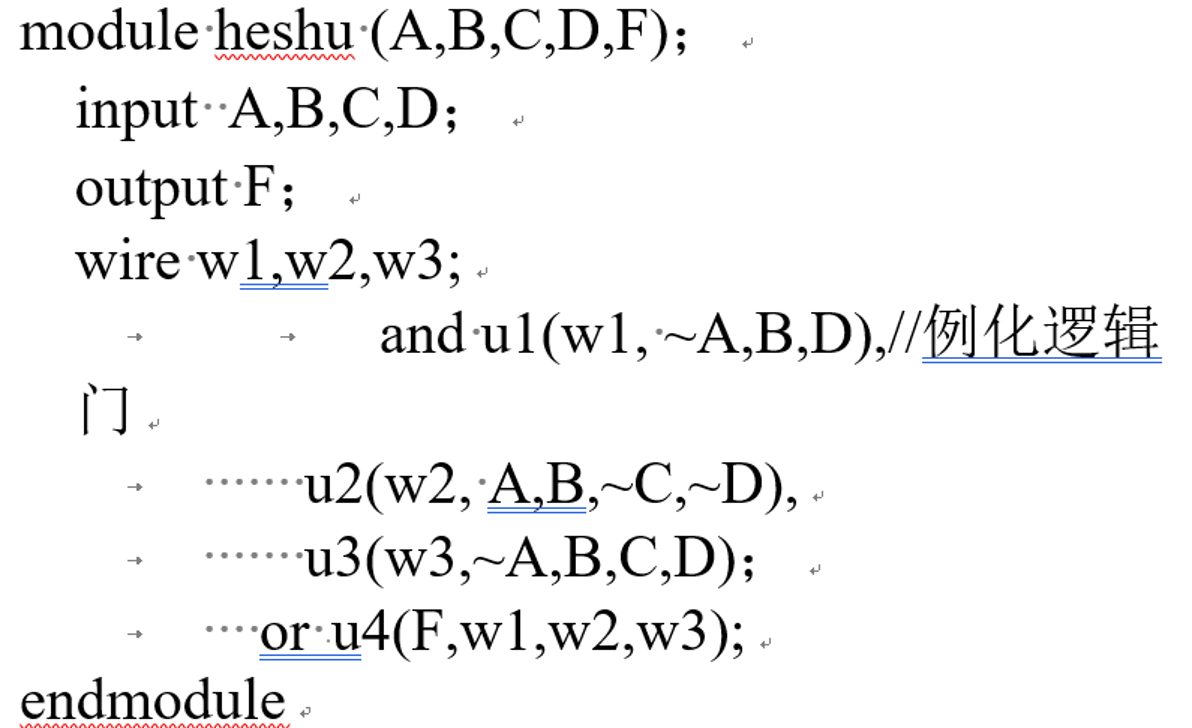 module heshu (A,B,C,D,F)；
input  A,B,C,D；
output F；
wire w1,w2,w3;
and u1(w1, ~A,B,D),//例化逻辑
门
u2(w2, A,B,~C,~D),
u3(w3,~A,B,C,D)；
or u4(F,w1,w2,w3);
endmodule